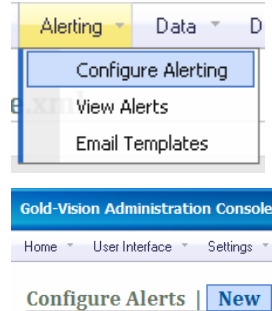 Alerting Data D
Configure Alerting
View Alerts
Email Templates
Gold-Vision Administration Console
Home User Interface Settings
Configure Alerts | New